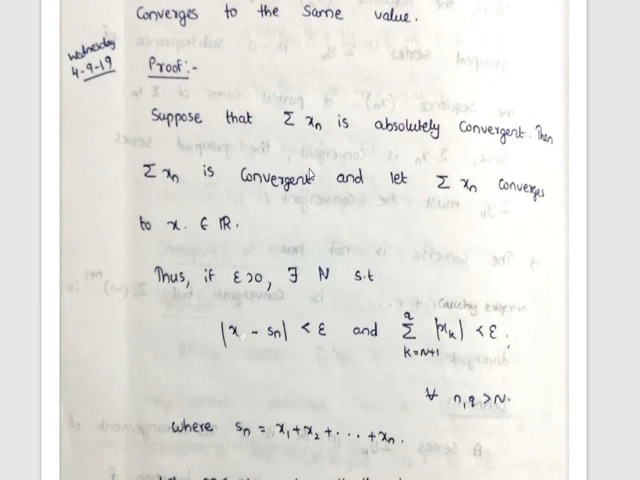 Converges to the same value.
Wednesday
4-9-19
Proof:-
Suppose that Σ xn is absolutely convergent. Then
Σ xn is convergent and let Σ xn converges
to x. ∈ IR.
Thus, if ε>0, ∃ N s.t
(Cauchy criterion
|x - sn| < ε and Σ |xk| < ε,
q
k=N+1
∀ n,q >N.
where sn = x1+x2+...+xn.